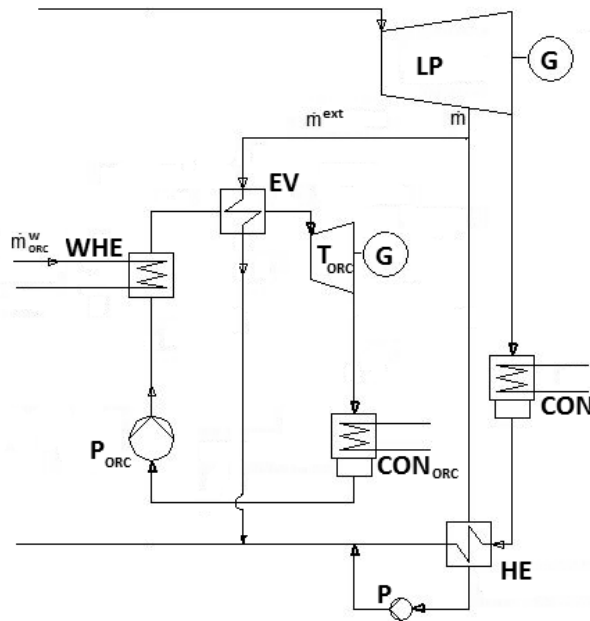 LP
G
ṁext
ṁ
EV
ṁwORC
WHE
TORC
G
PORC
CONORC
CON
HE
P